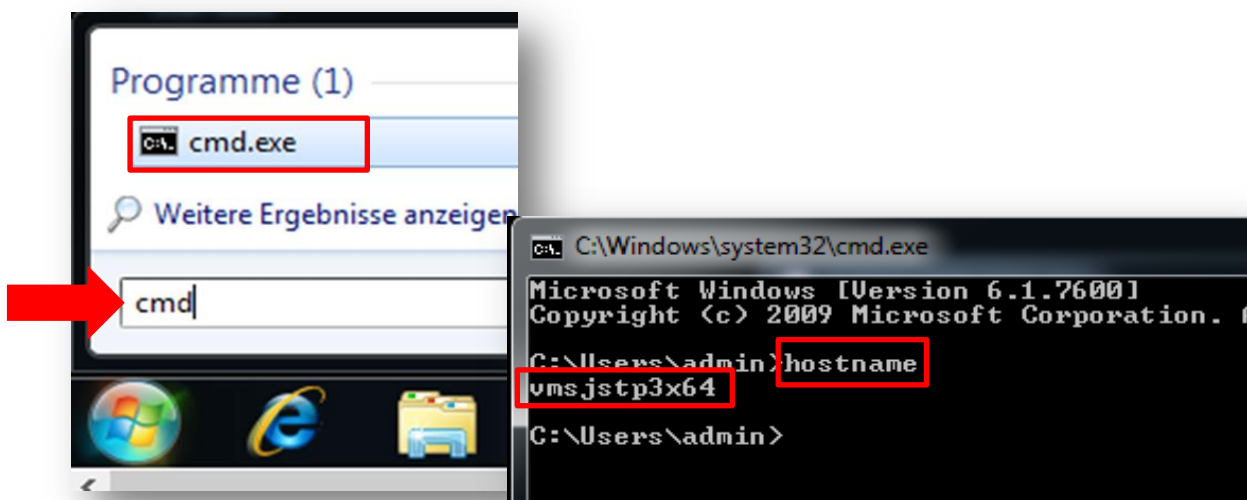 Programme (1)
cmd.exe
Weitere Ergebnisse anzeigen
cmd
C:\Windows\system32\cmd.exe
Microsoft Windows [Version 6.1.7600]
Copyright (c) 2009 Microsoft Corporation.
C:\Users\admin>hostname
vmsjstp3x64
C:\Users\admin>